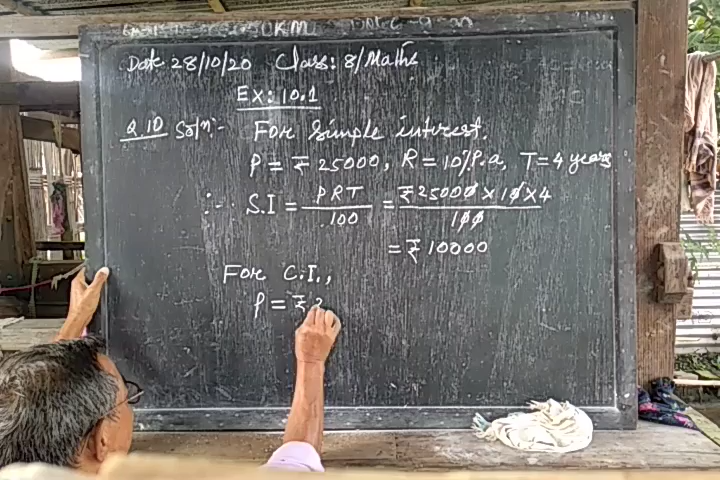 Date 28/10/20 Class: 8/Maths
Ex: 10.1
Q.10 Soln:- For Simple interest,
P = ₹ 25000, R = 10% P.a, T = 4 years
∴ S.I = PRT/100 = ₹ 25000 × 10 × 4/100
= ₹ 10000
For C.I.,
P = ₹ 2